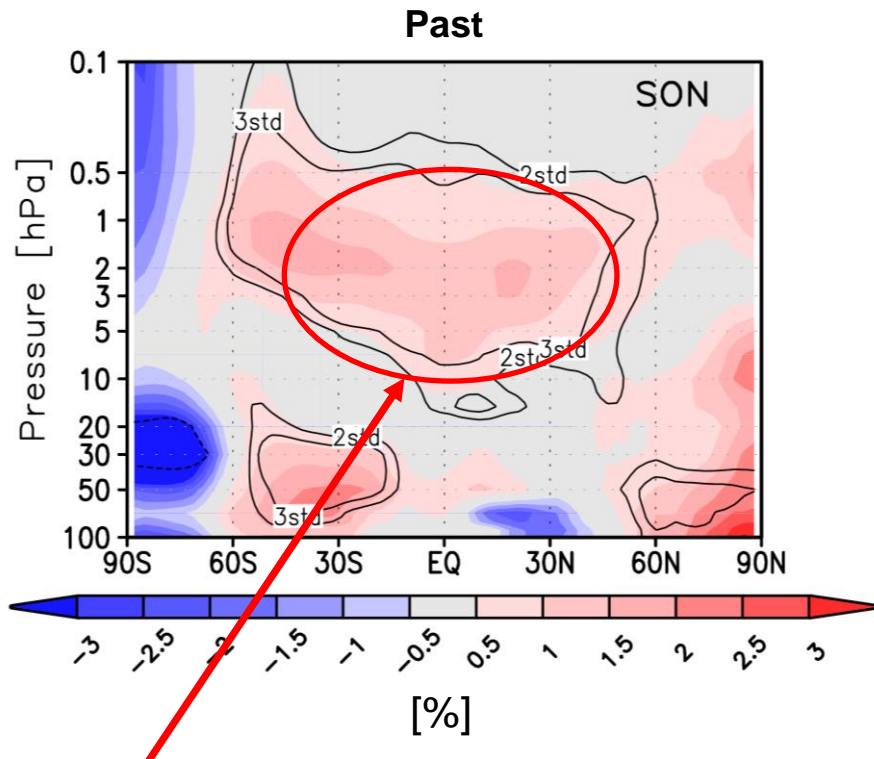 Past
0.1
SON
3std
0.5
2std
1
Pressure [hPa]
2
3
5
2std
3std
10
20
2std
30
50
3std
100
90S 60S 30S EQ 30N 60N 90N
-3 -2.5 -2 -1.5 -1 -0.5 0.5 1 1.5 2 2.5 3
[%]